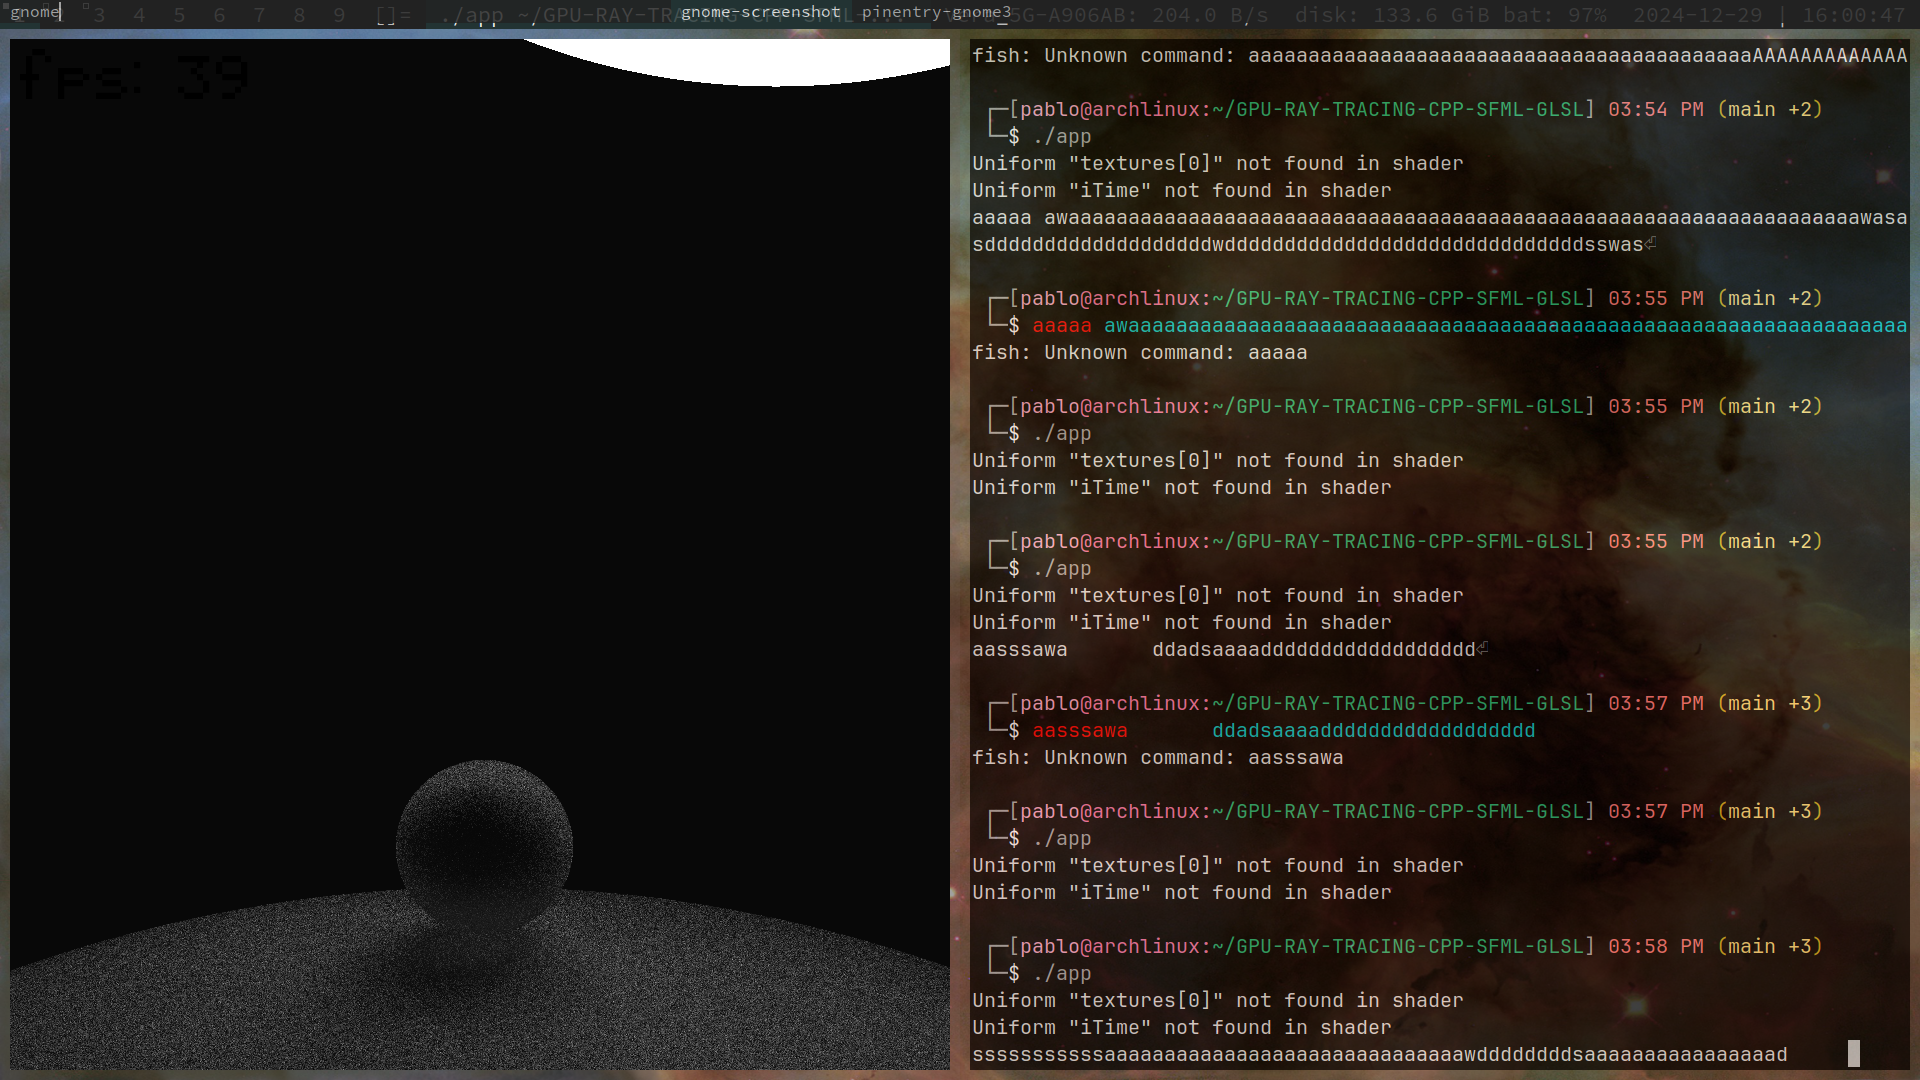 gnome 3 4 5 6 7 8 9 []= ./app ~/GPU-RAY-TRACING-CPP-SFML- gnome-screenshot pinentry-gnome3 5G-A906AB: 204.0 B/s disk: 133.6 GiB bat: 97% 2024-12-29 | 16:00:47
fps: 39
fish: Unknown command: aaaaaaaaaaaaaaaaaaaaaaaaaaaaaaaaaaaaaaaaaaAAAAAAAAAAAAA
[pablo@archlinux:~/GPU-RAY-TRACING-CPP-SFML-GLSL] 03:54 PM (main +2)
$ ./app
Uniform "textures[0]" not found in shader
Uniform "iTime" not found in shader
aaaaa awaaaaaaaaaaaaaaaaaaaaaaaaaaaaaaaaaaaaaaaaaaaaaaaaaaaaaaaaaaaaaaaaaawasa
sdddddddddddddddddddwddddddddddddddddddddddddddddddsswas⏎
[pablo@archlinux:~/GPU-RAY-TRACING-CPP-SFML-GLSL] 03:55 PM (main +2)
$ aaaaa awaaaaaaaaaaaaaaaaaaaaaaaaaaaaaaaaaaaaaaaaaaaaaaaaaaaaaaaaaaaaaaaaa
fish: Unknown command: aaaaa
[pablo@archlinux:~/GPU-RAY-TRACING-CPP-SFML-GLSL] 03:55 PM (main +2)
$ ./app
Uniform "textures[0]" not found in shader
Uniform "iTime" not found in shader
[pablo@archlinux:~/GPU-RAY-TRACING-CPP-SFML-GLSL] 03:55 PM (main +2)
$ ./app
Uniform "textures[0]" not found in shader
Uniform "iTime" not found in shader
aasssawa ddadsaaaadddddddddddddddddd⏎
[pablo@archlinux:~/GPU-RAY-TRACING-CPP-SFML-GLSL] 03:57 PM (main +3)
$ aasssawa ddadsaaaadddddddddddddddddd
fish: Unknown command: aasssawa
[pablo@archlinux:~/GPU-RAY-TRACING-CPP-SFML-GLSL] 03:57 PM (main +3)
$ ./app
Uniform "textures[0]" not found in shader
Uniform "iTime" not found in shader
[pablo@archlinux:~/GPU-RAY-TRACING-CPP-SFML-GLSL] 03:58 PM (main +3)
$ ./app
Uniform "textures[0]" not found in shader
Uniform "iTime" not found in shader
sssssssssssaaaaaaaaaaaaaaaaaaaaaaaaaaaaaawddddddddsaaaaaaaaaaaaaaaad